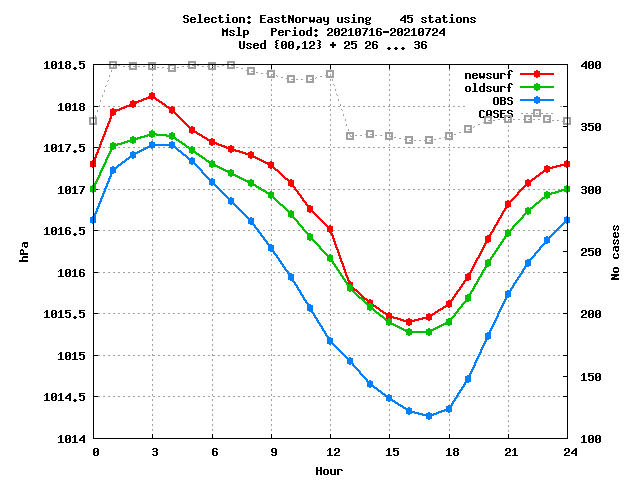 Selection: EastNorway using    45 stations
Mslp   Period: 20210716-20210724
Used {00,12} + 25 26 ... 36
newsurf
oldsurf
OBS
CASES
1018.5
1018
1017.5
1017
1016.5
1016
1015.5
1015
1014.5
1014
hPa
400
350
300
250
200
150
100
No cases
0 3 6 9 12 15 18 21 24
Hour